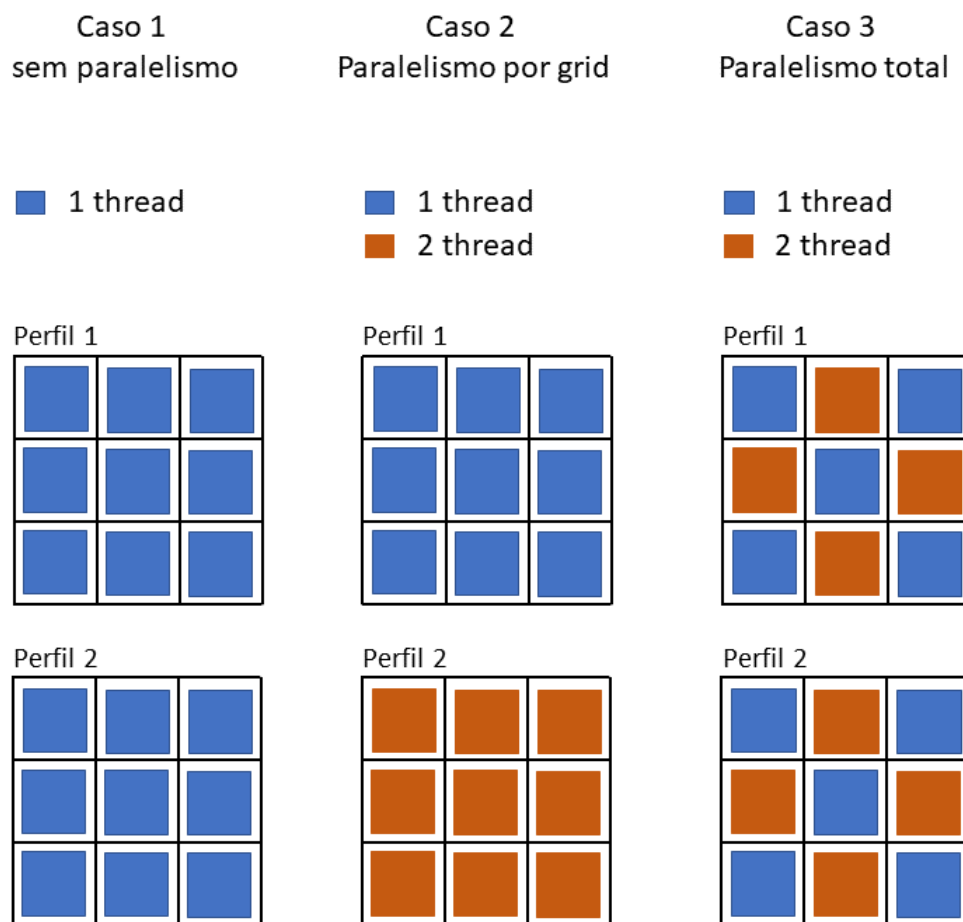 Caso 1
sem paralelismo
Caso 2
Paralelismo por grid
Caso 3
Paralelismo total
1 thread
1 thread
2 thread
1 thread
2 thread
Perfil 1
Perfil 1
Perfil 1
Perfil 2
Perfil 2
Perfil 2